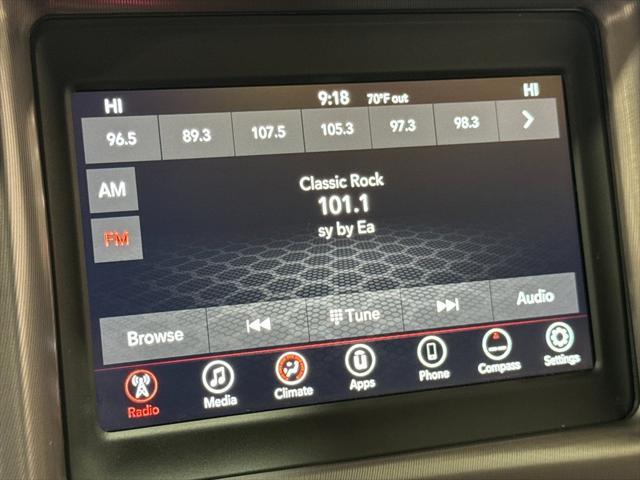 HI 9:18 70°F out HI
96.5 89.3 107.5 105.3 97.3 98.3
AM
Classic Rock
101.1
FM
sy by Ea
Browse Tune Audio
Radio Media Climate Apps Phone Compass Settings